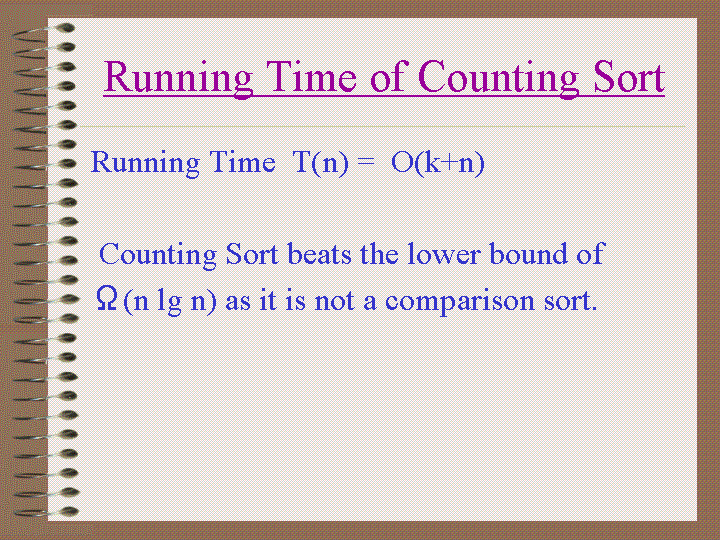 Running Time of Counting Sort
Running Time T(n) = O(k+n)
Counting Sort beats the lower bound of
Ω (n lg n) as it is not a comparison sort.